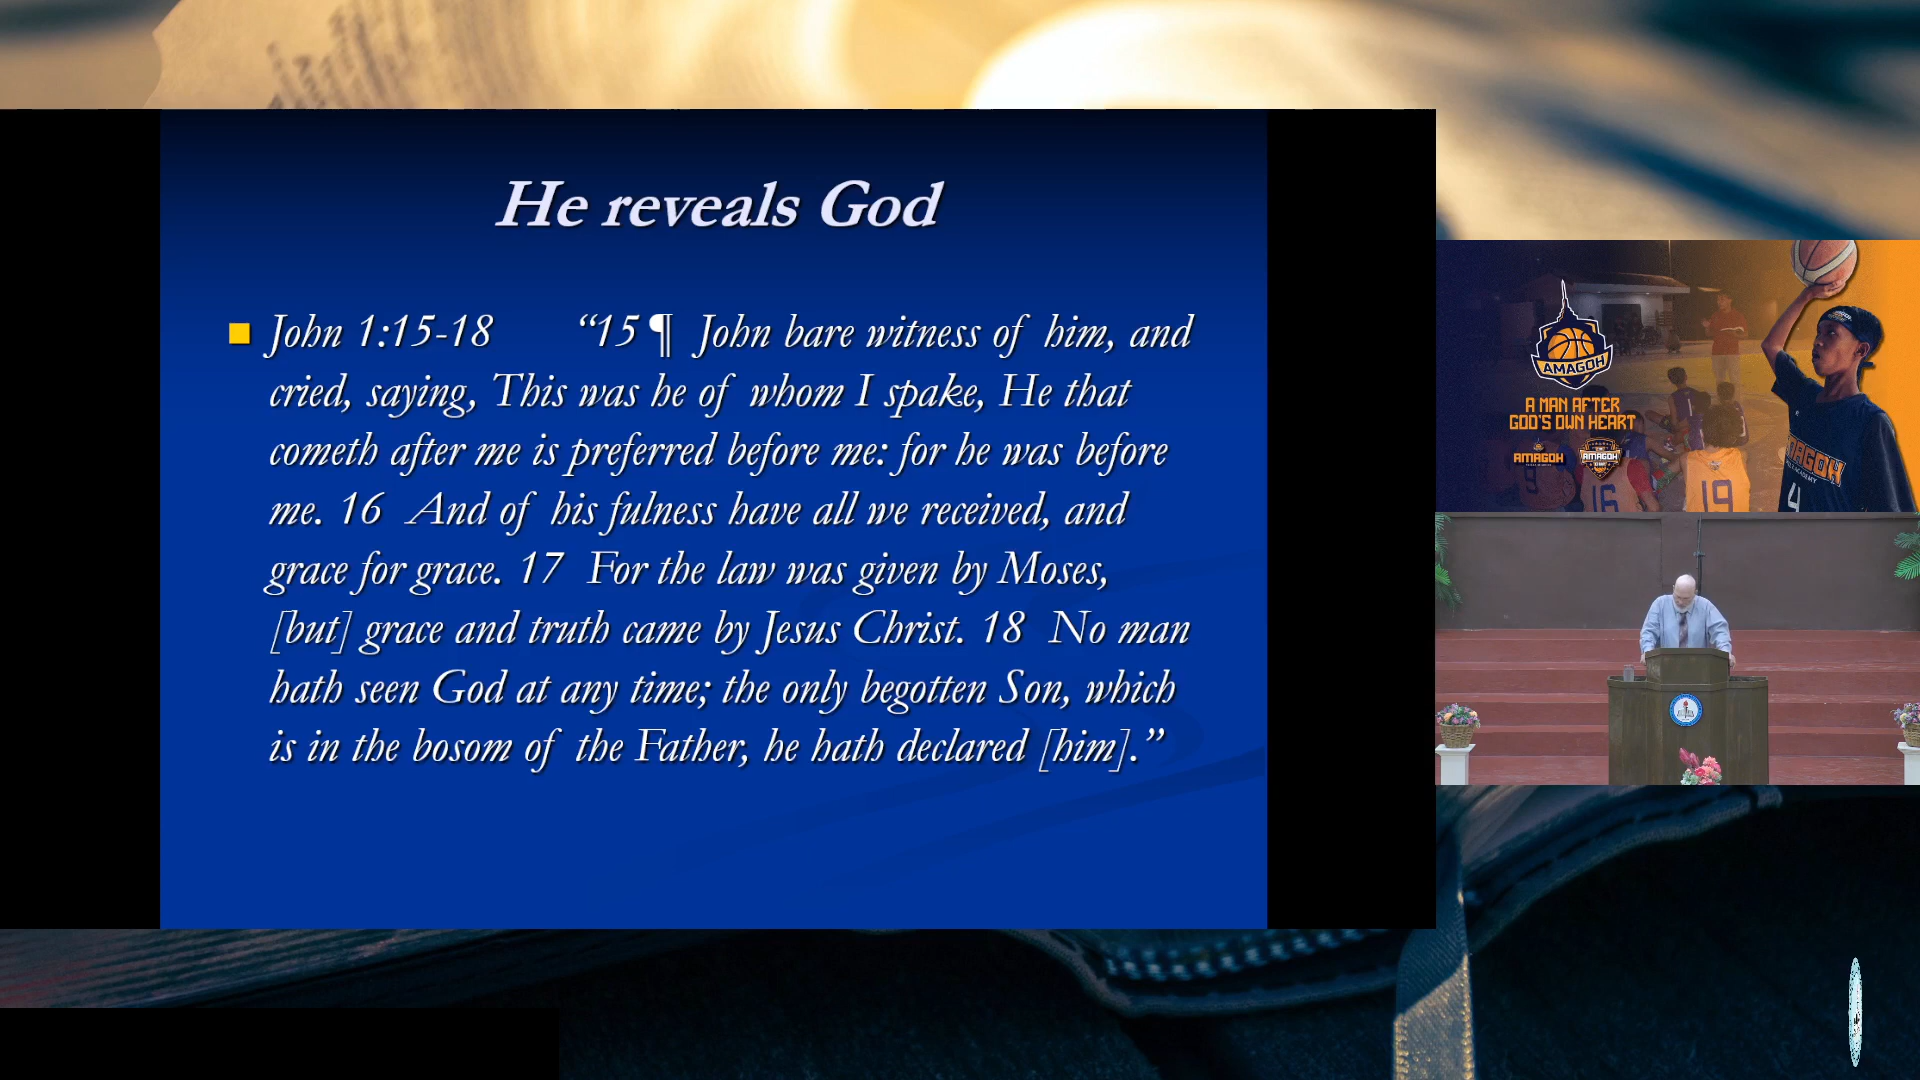 He reveals God
John 1:15-18 “15 ¶ John bare witness of him, and
cried, saying, This was he of whom I spake, He that
cometh after me is preferred before me: for he was before
me. 16 And of his fulness have all we received, and
grace for grace. 17 For the law was given by Moses,
[but] grace and truth came by Jesus Christ. 18 No man
hath seen God at any time; the only begotten Son, which
is in the bosom of the Father, he hath declared [him].”
AMAGOH
A MAN AFTER
GOD'S OWN HEART
AMAGOH
AMAGOH
9
16
19
AMAGOH
4